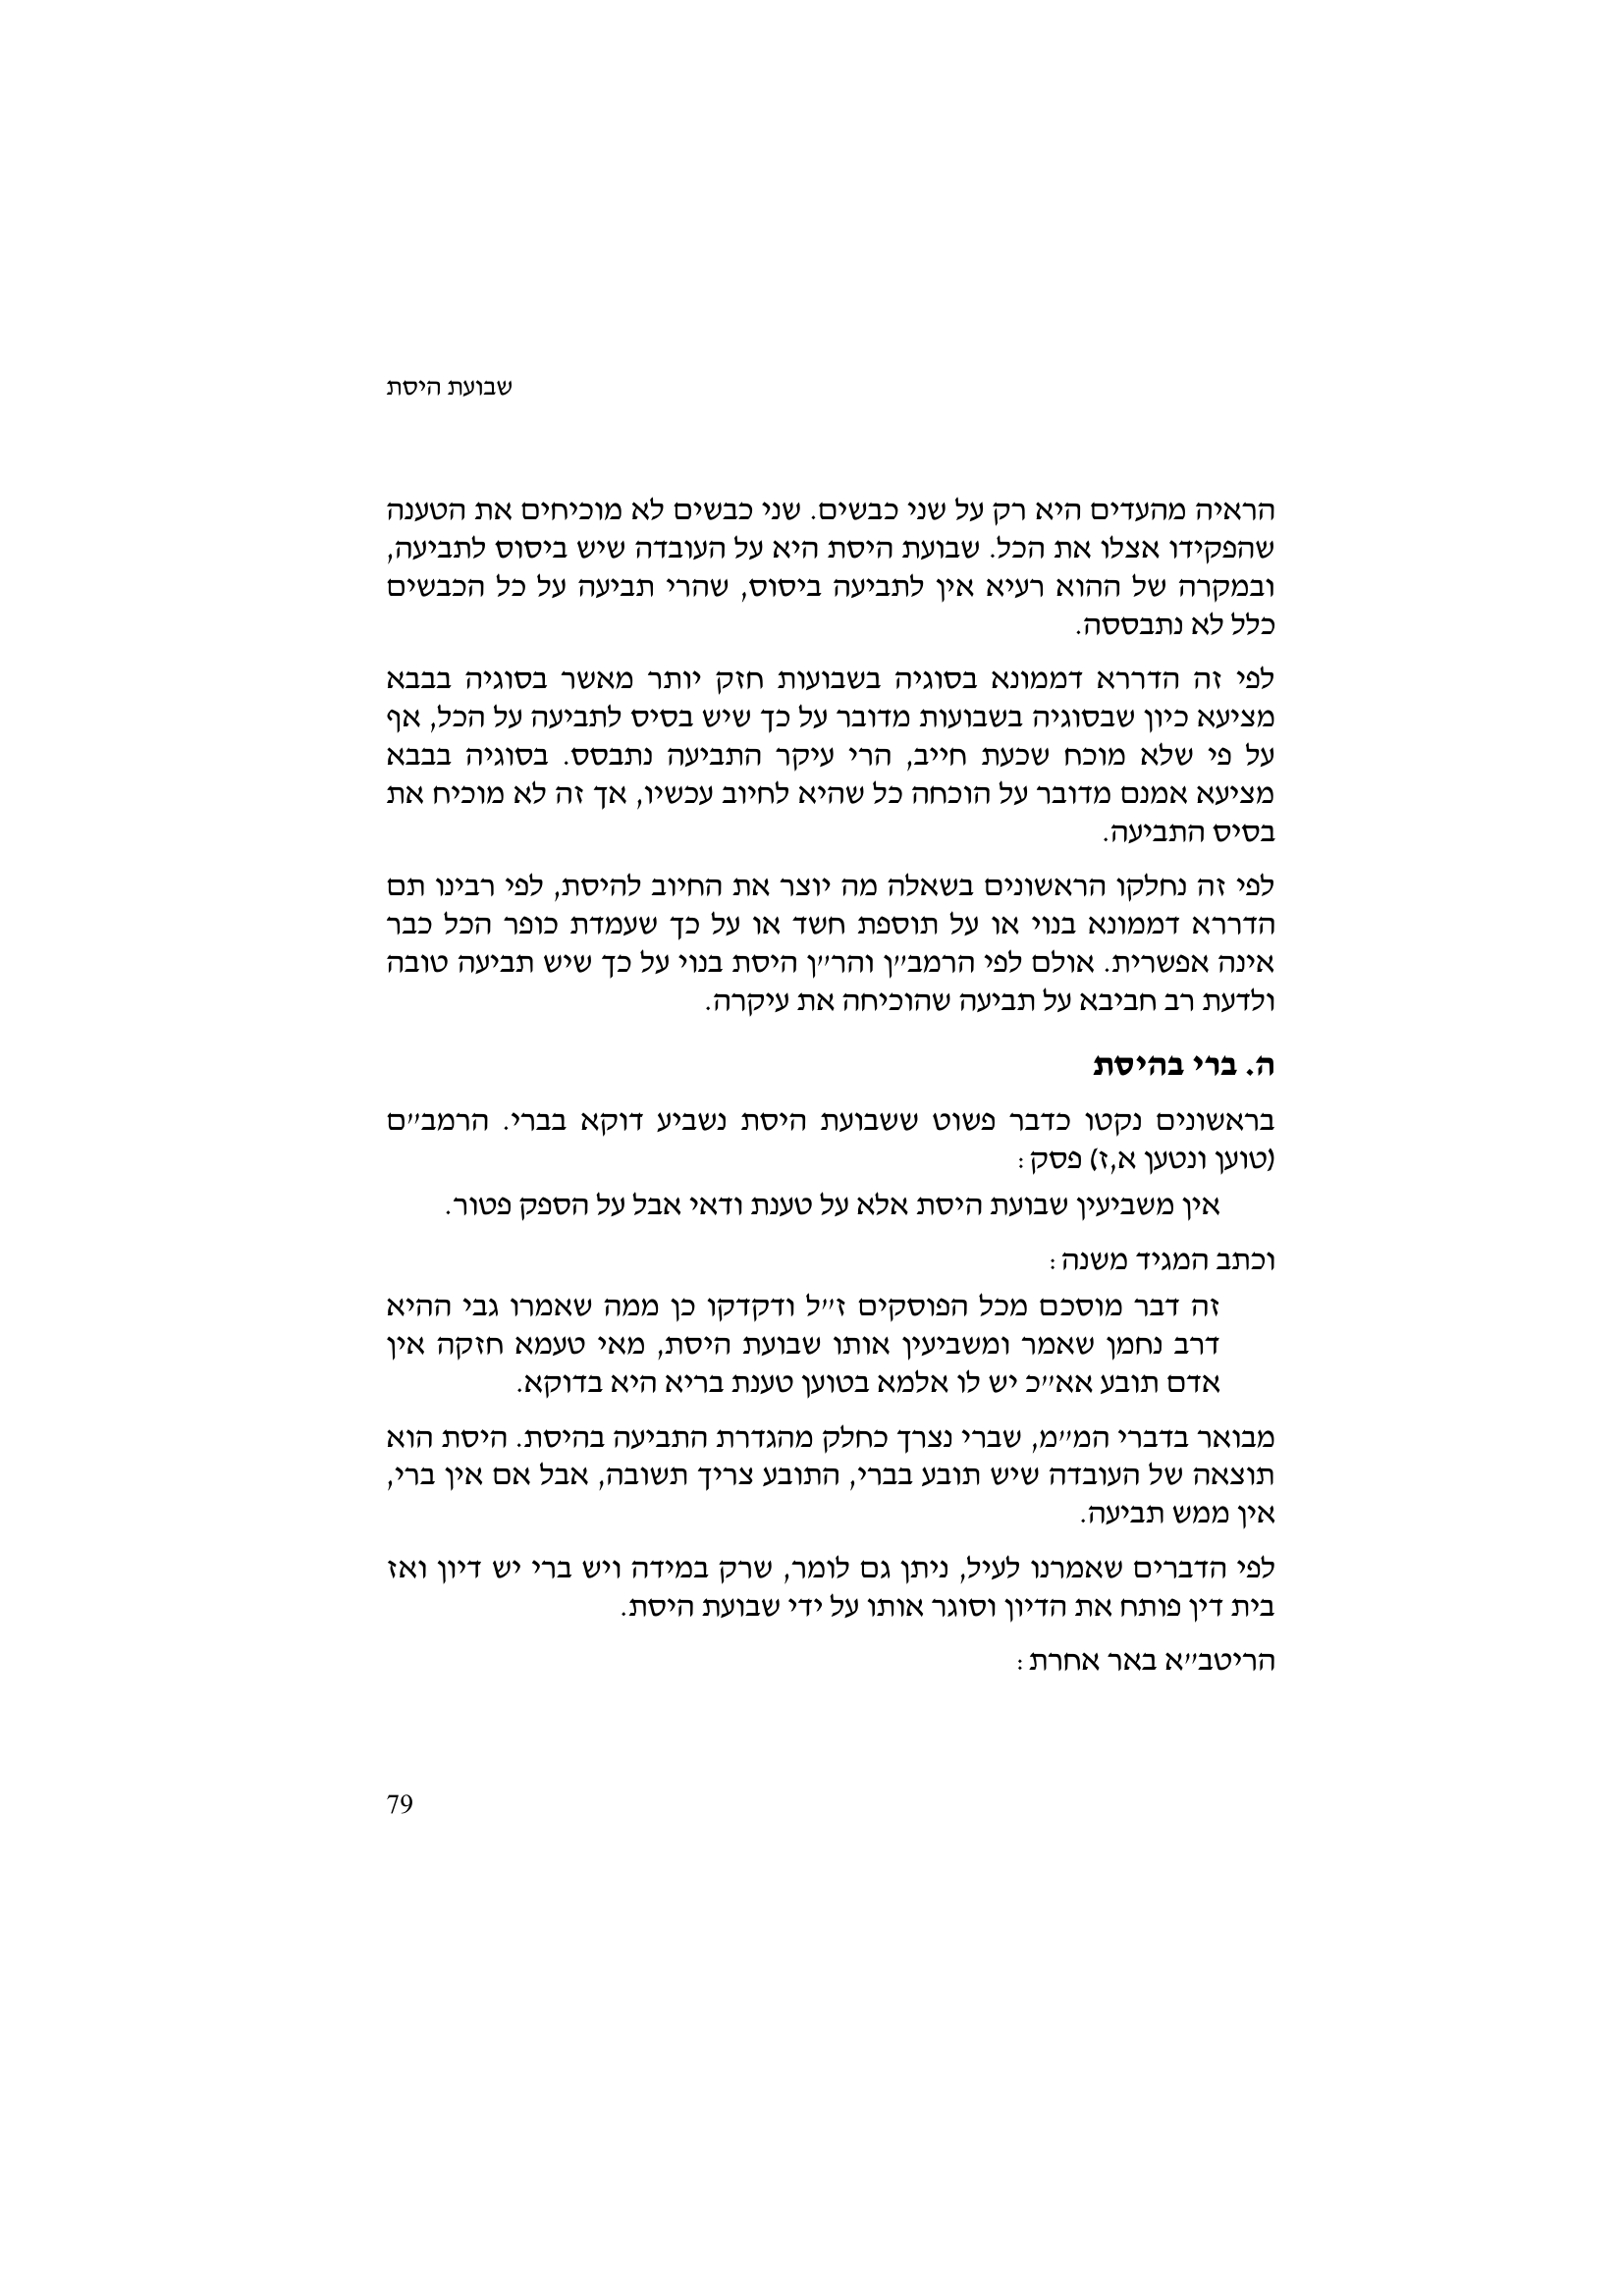 שבועת היסת
הראיה מהעדים היא רק על שני כבשים. שני כבשים לא מוכיחים את הטענה
שהפקידו אצלו את הכל. שבועת היסת היא על העובדה שיש ביסוס לתביעה,
ובמקרה של ההוא רעיא אין לתביעה ביסוס, שהרי תביעה על כל הכבשים
כלל לא נתבססה.
לפי זה הדררא דממונא בסוגיה בשבועות חזק יותר מאשר בסוגיה בבבא
מציעא כיון שבסוגיה בשבועות מדובר על כך שיש בסיס לתביעה על הכל, אף
על פי שלא מוכח שכעת חייב, הרי עיקר התביעה נתבסס. בסוגיה בבבא
מציעא אמנם מדובר על הוכחה כל שהיא לחיוב עכשיו, אך זה לא מוכיח את
בסיס התביעה.
לפי זה נחלקו הראשונים בשאלה מה יוצר את החיוב להיסת, לפי רבינו תם
הדררא דממונא בנוי או על תוספת חשד או על כך שעמדת כופר הכל כבר
אינה אפשרית. אולם לפי הרמב"ן והר"ן היסת בנוי על כך שיש תביעה טובה
ולדעת רב חביבא על תביעה שהוכיחה את עיקרה.
ה. ברי בהיסת
בראשונים נקטו כדבר פשוט ששבועת היסת נשביע דוקא בברי. הרמב"ם
(טוען ונטען א,ז) פסק:
אין משביעין שבועת היסת אלא על טענת ודאי אבל על הספק פטור.
וכתב המגיד משנה:
זה דבר מוסכם מכל הפוסקים ז"ל ודקדקו כן ממה שאמרו גבי ההיא
דרב נחמן שאמר ומשביעין אותו שבועת היסת, מאי טעמא חזקה אין
אדם תובע אא"כ יש לו אלמא בטוען טענת בריא היא בדוקא.
מבואר בדברי המ"מ, שברי נצרך כחלק מהגדרת התביעה בהיסת. היסת הוא
תוצאה של העובדה שיש תובע בברי, התובע צריך תשובה, אבל אם אין ברי,
אין ממש תביעה.
לפי הדברים שאמרנו לעיל, ניתן גם לומר, שרק במידה ויש ברי יש דיון ואז
בית דין פותח את הדיון וסוגר אותו על ידי שבועת היסת.
הריטב"א באר אחרת:
79